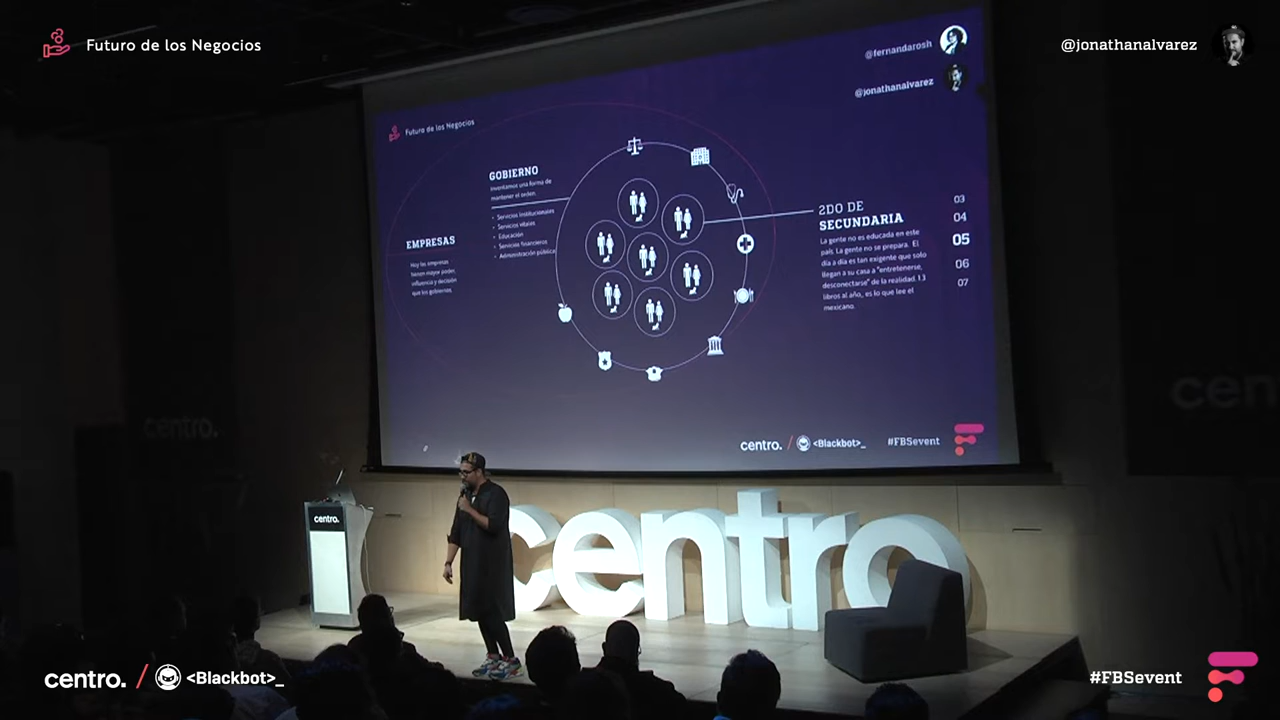 Futuro de los Negocios
@jonathanalvarez
@fernandarosh
@jonathanalvarez
Futuro de los Negocios
GOBIERNO
Inventamos una forma de
mantener el orden.
• Servicios Institucionales
• Servicios vitales
• Educación
• Servicios financieros
• Administración pública
EMPRESAS
Hoy las empresas
tienen mayor poder,
influencia y decisión
que los gobiernos.
2DO DE
SECUNDARIA
La gente no es educada en este
país. La gente no se prepara. El
día a día es tan exigente que solo
llegan a su casa a "entretenerse,
desconectarse" de la realidad. 1.3
libros al año, es lo que lee el
mexicano.
03
04
05
06
07
centro. / <Blackbot>_
#FBSevent
centro.
centro.
centro
cen
centro. / <Blackbot>_
#FBSevent